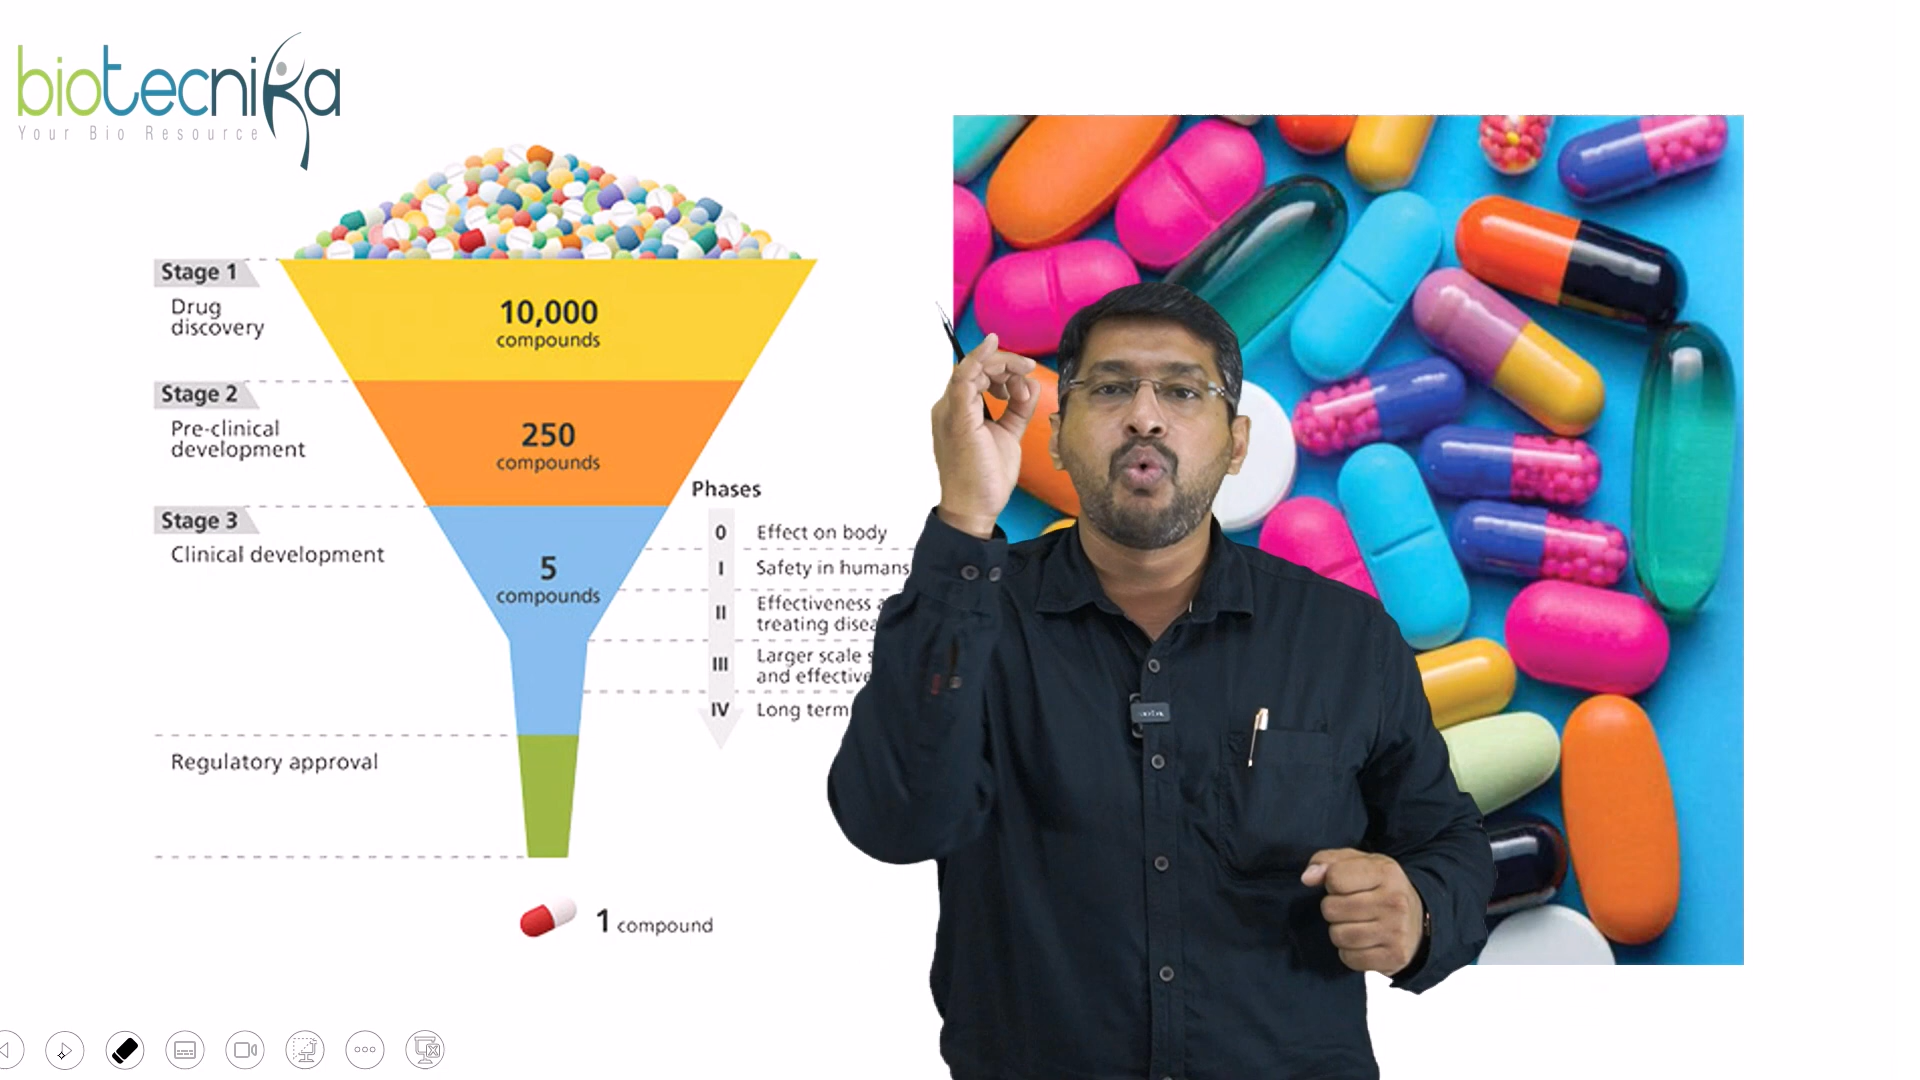 biotecnika
Your Bio Resource
Stage 1
Drug
discovery
10,000
compounds
Stage 2
Pre-clinical
development
250
compounds
Stage 3
Clinical development
5
compounds
Phases
0 Effect on body
I Safety in humans
II Effectiveness
treating
III Larger scale
and
IV Long term
Regulatory approval
1 compound